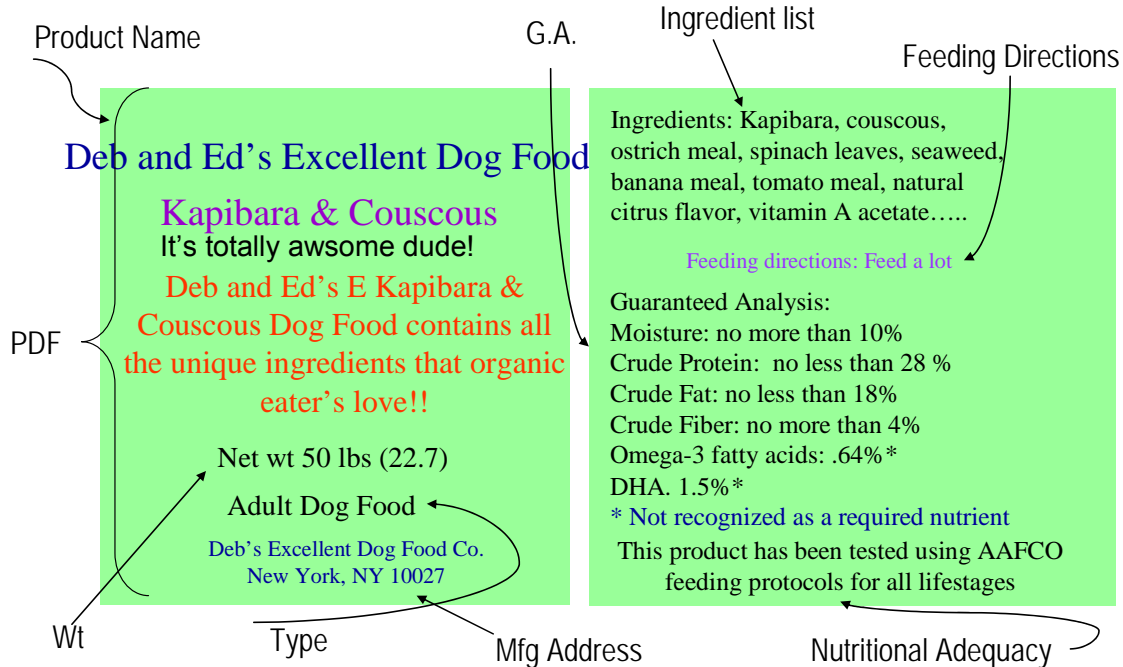 Product Name
G.A.
Ingredient list
Feeding Directions
PDF
Deb and Ed's Excellent Dog Food
Kapibara & Couscous
It's totally awsome dude!
Deb and Ed's E Kapibara &
Couscous Dog Food contains all
the unique ingredients that organic
eater's love!!
Net wt 50 lbs (22.7)
Adult Dog Food
Deb's Excellent Dog Food Co.
New York, NY 10027
Ingredients: Kapibara, couscous,
ostrich meal, spinach leaves, seaweed,
banana meal, tomato meal, natural
citrus flavor, vitamin A acetate…..
Feeding directions: Feed a lot
Guaranteed Analysis:
Moisture: no more than 10%
Crude Protein:  no less than 28 %
Crude Fat: no less than 18%
Crude Fiber: no more than 4%
Omega-3 fatty acids: .64%*
DHA. 1.5%*
* Not recognized as a required nutrient
This product has been tested using AAFCO
feeding protocols for all lifestages
Wt
Type
Mfg Address
Nutritional Adequacy